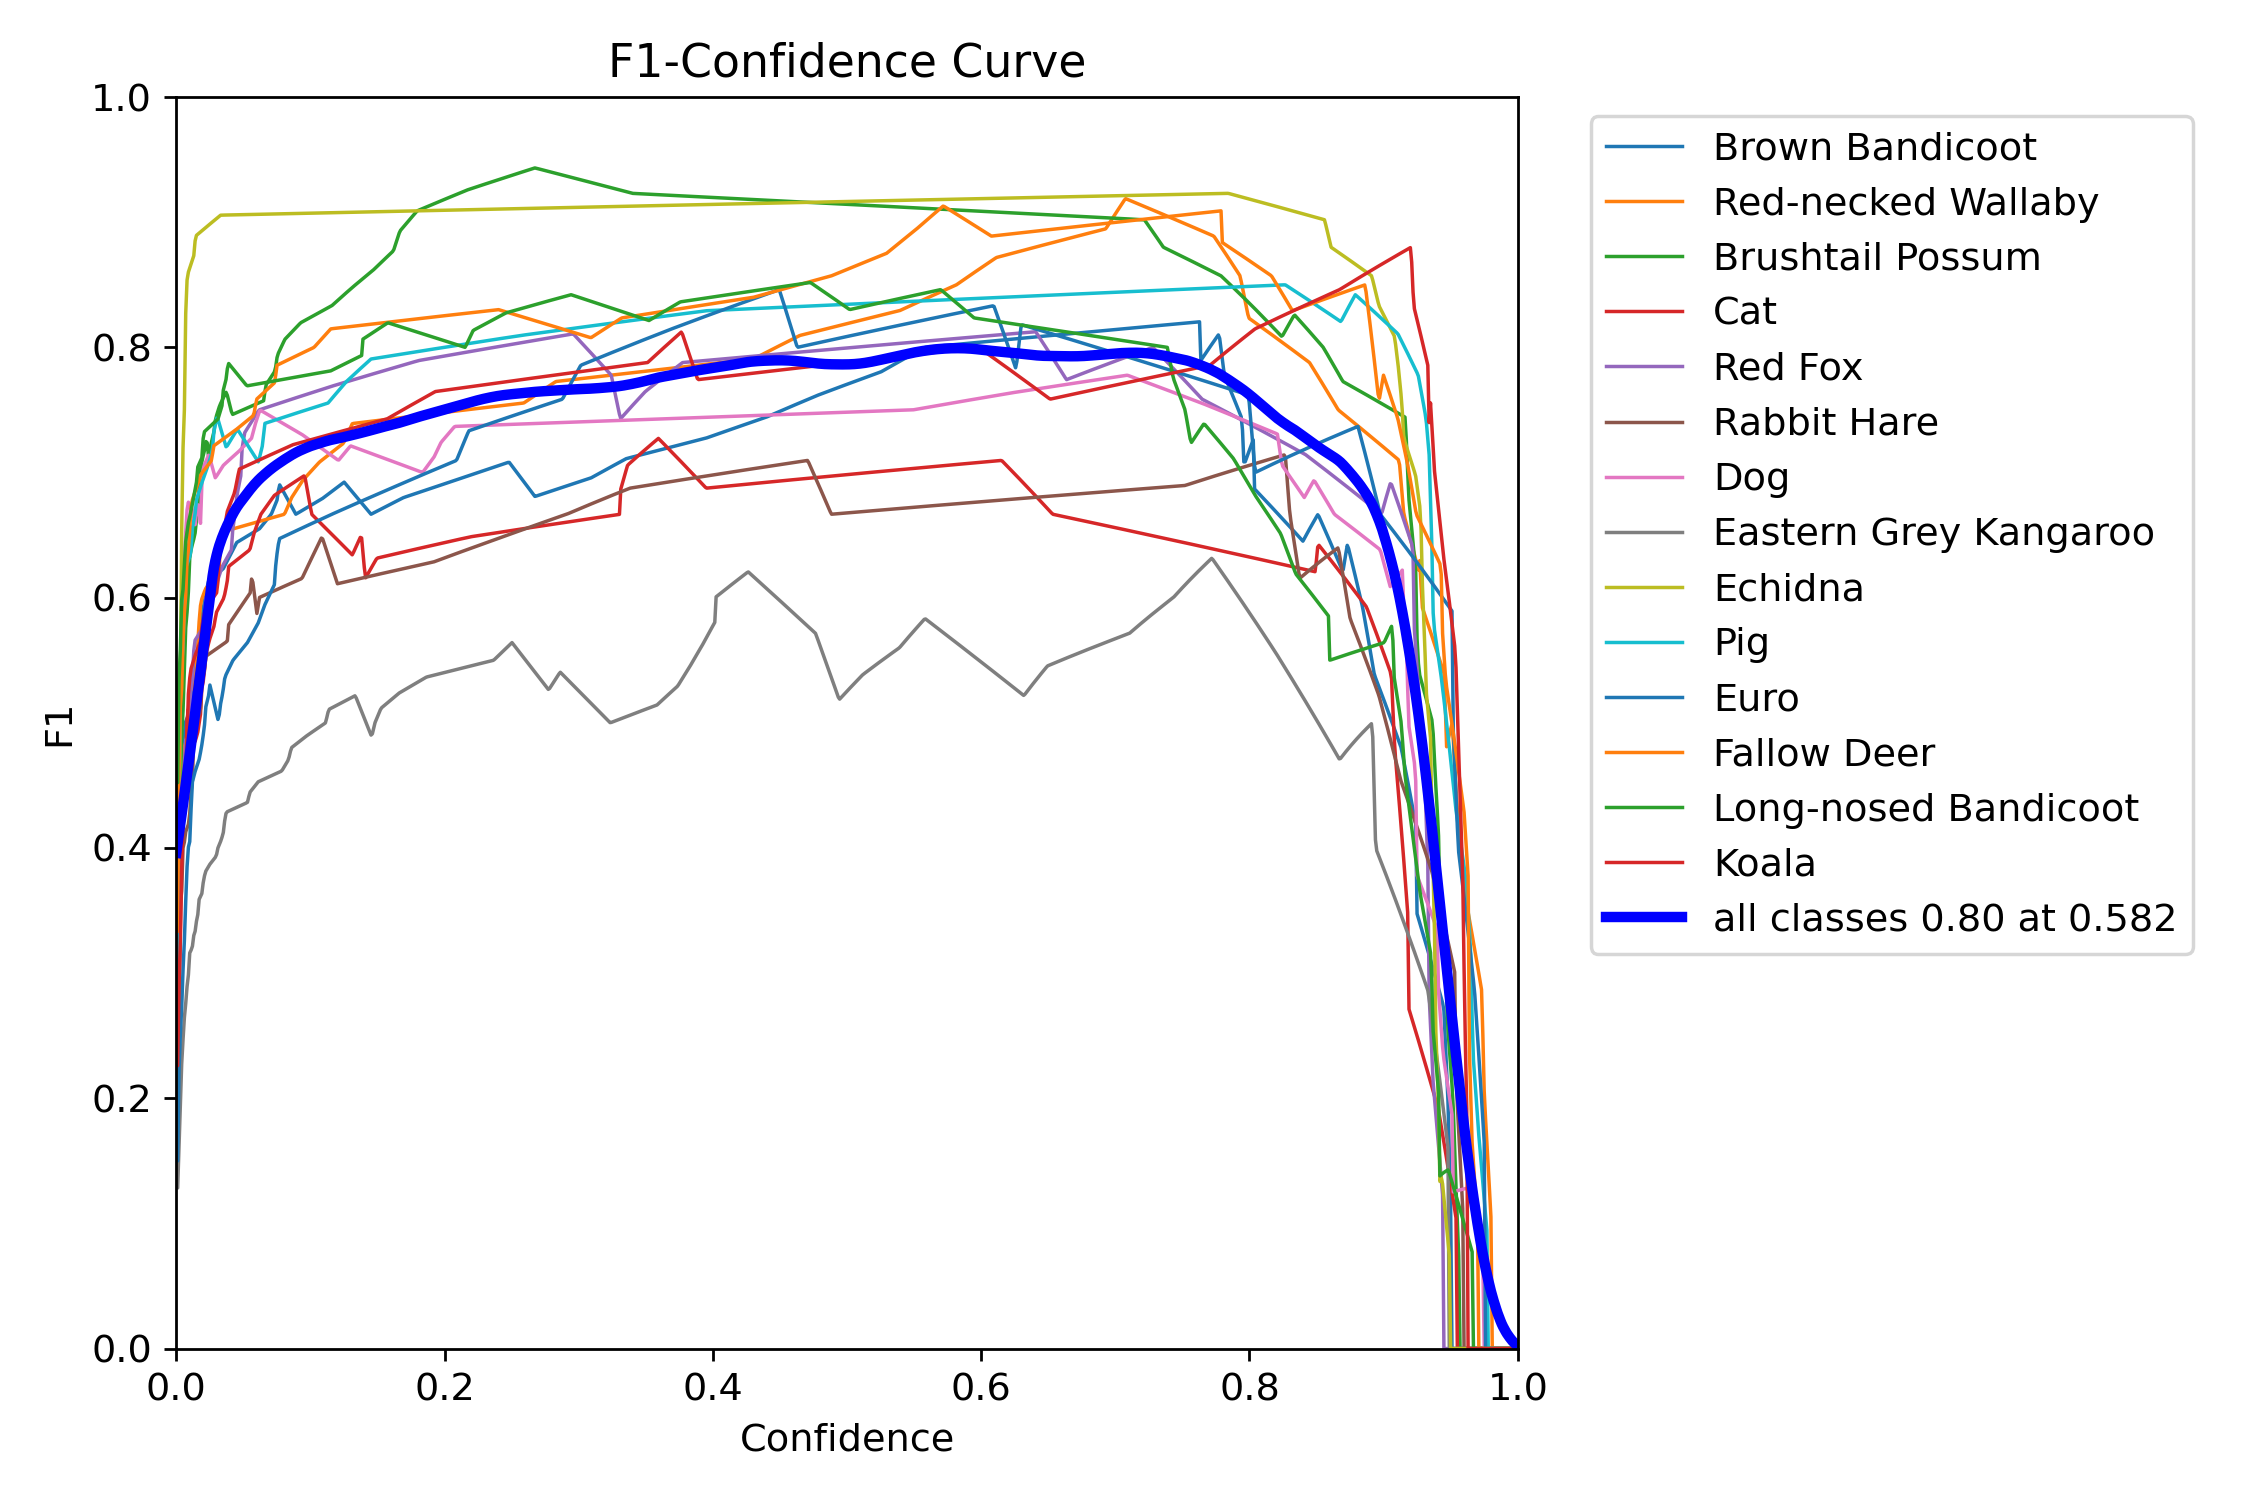 F1-Confidence Curve
1.0
0.8
0.6
0.4
0.2
0.0
F1
0.0 0.2 0.4 0.6 0.8 1.0
Confidence
Brown Bandicoot
Red-necked Wallaby
Brushtail Possum
Cat
Red Fox
Rabbit Hare
Dog
Eastern Grey Kangaroo
Echidna
Pig
Euro
Fallow Deer
Long-nosed Bandicoot
Koala
all classes 0.80 at 0.582